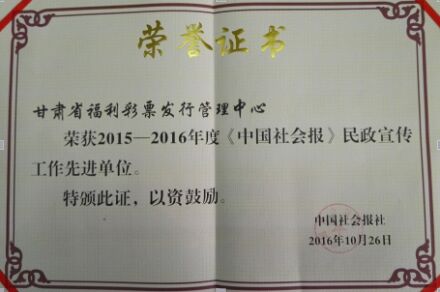 荣誉证书
甘肃省福利彩票发行管理中心
荣获2015—2016年度《中国社会报》民政宣传
工作先进单位。
特颁此证，以资鼓励。
中国社会报社
2016年10月26日